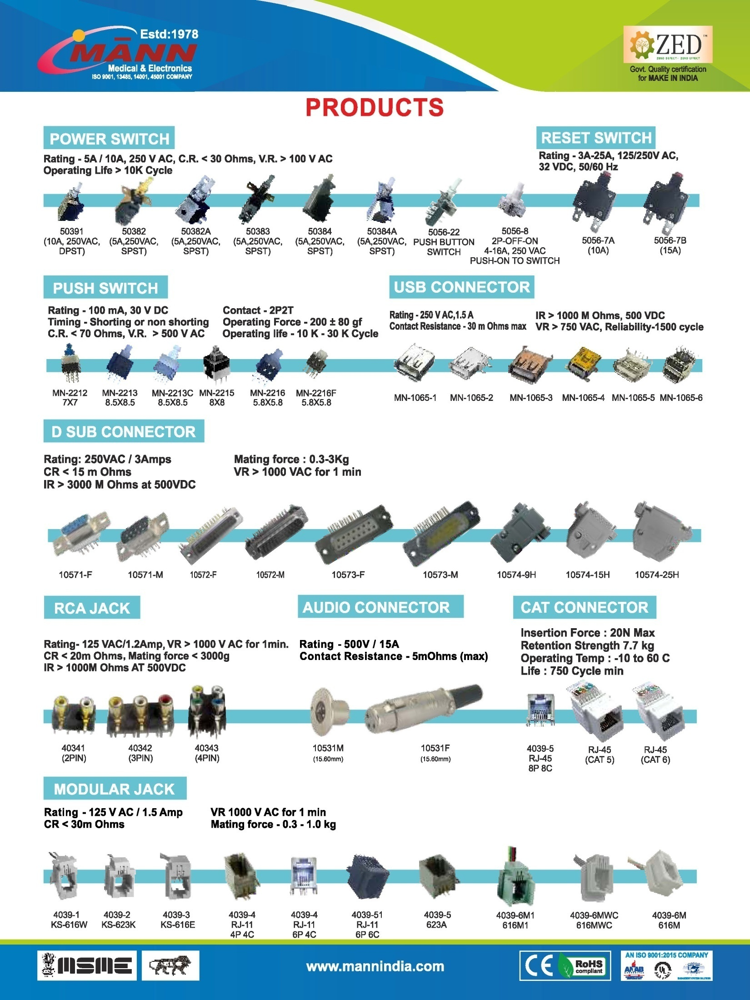 Estd:1978
MĀNN
Medical & Electronics
ISO 9001, 13485, 14001, 45001 COMPANY
ZED™
ZERO DEFECT - ZERO EFFECT
Govt. Quality certification
for MAKE IN INDIA
PRODUCTS
POWER SWITCH
Rating - 5A / 10A, 250 V AC, C.R. < 30 Ohms, V.R. > 100 V AC
Operating Life > 10K Cycle
50391
(10A, 250VAC,
DPST)
50382
(5A,250VAC,
SPST)
50382A
(5A,250VAC,
SPST)
50383
(5A,250VAC,
SPST)
50384
(5A,250VAC,
SPST)
50384A
(5A,250VAC,
SPST)
5056-22
PUSH BUTTON
SWITCH
5056-8
2P-OFF-ON
4-16A, 250 VAC
PUSH-ON TO SWITCH
RESET SWITCH
Rating - 3A-25A, 125/250V AC,
32 VDC, 50/60 Hz
5056-7A
(10A)
5056-7B
(15A)
PUSH SWITCH
Rating - 100 mA, 30 V DC
Timing - Shorting or non shorting
C.R. < 70 Ohms, V.R. > 500 V AC
Contact - 2P2T
Operating Force - 200 ± 80 gf
Operating life - 10 K - 30 K Cycle
MN-2212
7X7
MN-2213
8.5X8.5
MN-2213C
8.5X8.5
MN-2215
8X8
MN-2216
5.8X5.8
MN-2216F
5.8X5.8
USB CONNECTOR
Rating - 250 V AC,1.5 A
Contact Resistance - 30 m Ohms max
IR > 1000 M Ohms, 500 VDC
VR > 750 VAC, Reliability-1500 cycle
MN-1065-1
MN-1065-2
MN-1065-3
MN-1065-4
MN-1065-5
MN-1065-6
D SUB CONNECTOR
Rating: 250VAC / 3Amps
CR < 15 m Ohms
IR > 3000 M Ohms at 500VDC
Mating force : 0.3-3Kg
VR > 1000 VAC for 1 min
10571-F
10571-M
10572-F
10572-M
10573-F
10573-M
10574-9H
10574-15H
10574-25H
RCA JACK
Rating- 125 VAC/1.2Amp, VR > 1000 V AC for 1min.
CR < 20m Ohms, Mating force < 3000g
IR > 1000M Ohms AT 500VDC
40341
(2PIN)
40342
(3PIN)
40343
(4PIN)
AUDIO CONNECTOR
Rating - 500V / 15A
Contact Resistance - 5mOhms (max)
10531M
(15.60mm)
10531F
(15.60mm)
CAT CONNECTOR
Insertion Force : 20N Max
Retention Strength 7.7 kg
Operating Temp : -10 to 60 C
Life : 750 Cycle min
4039-5
RJ-45
8P 8C
RJ-45
(CAT 5)
RJ-45
(CAT 6)
MODULAR JACK
Rating - 125 V AC / 1.5 Amp
CR < 30m Ohms
VR 1000 V AC for 1 min
Mating force - 0.3 - 1.0 kg
4039-1
KS-616W
4039-2
KS-623K
4039-3
KS-616E
4039-4
RJ-11
4P 4C
4039-4
RJ-11
6P 4C
4039-51
RJ-11
6P 6C
4039-5
623A
4039-6M1
616M1
4039-6MWC
616MWC
4039-6M
616M
MSME
www.mannindia.com
CE
RoHS
compliant
AN ISO 9001:2015 COMPANY
ANAB
UL
MANAGEMENT SYSTEMS SOLUTIONS